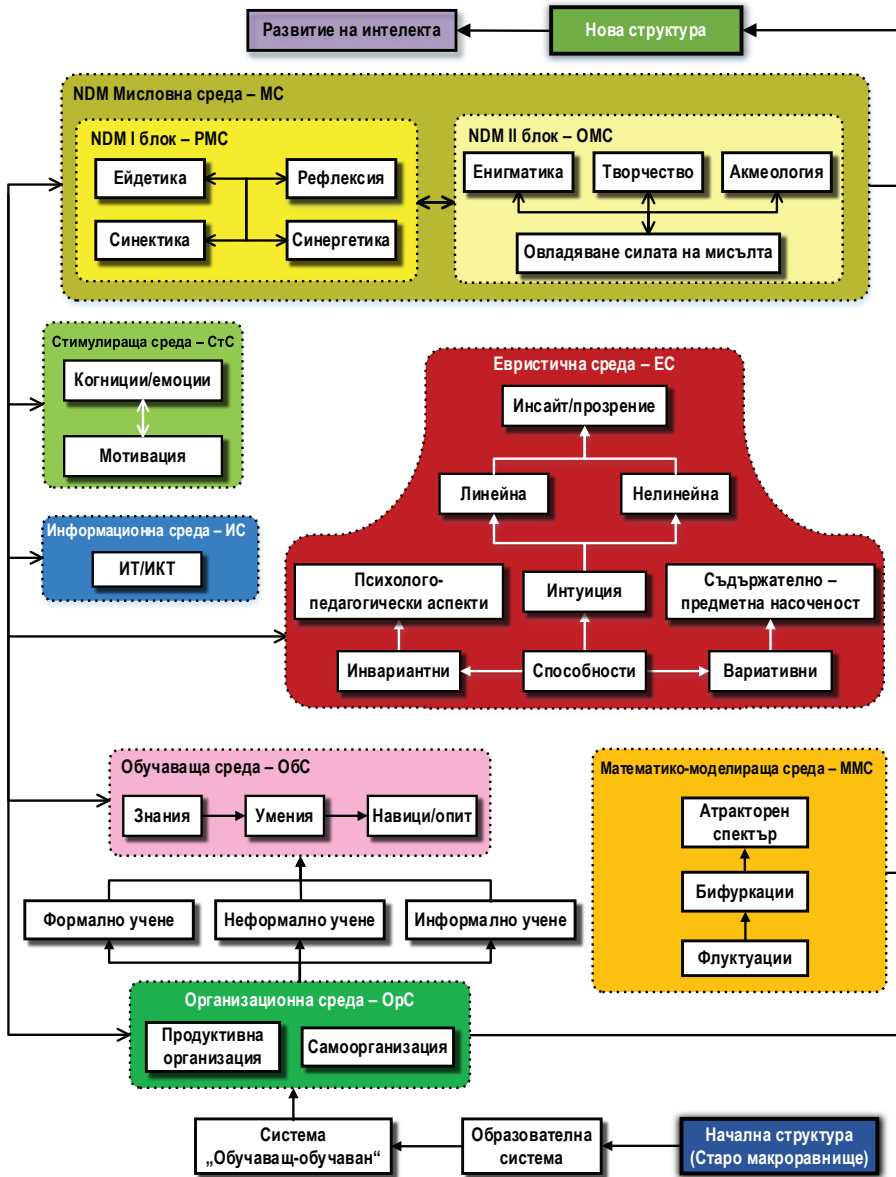 Развитие на интелекта
Нова структура
NDM Мисловна среда – МС
NDM I блок – РМС
Ейдетика
Рефлексия
Синектика
Синергетика
NDM II блок – ОМС
Енигматика
Творчество
Акмеология
Овладяване силата на мисълта
Стимулираща среда – СтС
Когниции/емоции
Мотивация
Информационна среда – ИС
ИТ/ИКТ
Евристична среда – ЕС
Инсайт/прозрение
Линейна
Нелинейна
Психолого-
педагогически аспекти
Интуиция
Съдържателно –
предметна насоченост
Инвариантни
Способности
Вариативни
Обучаваща среда – ОбС
Знания
Умения
Навици/опит
Формално учене
Неформално учене
Информално учене
Математико-моделираща среда – ММС
Атракторен
спектър
Бифуркации
Флуктуации
Организационна среда – ОрС
Продуктивна
организация
Самоорганизация
Система
„Обучаващ-обучаван“
Образователна
система
Начална структура
(Старо макроравнище)